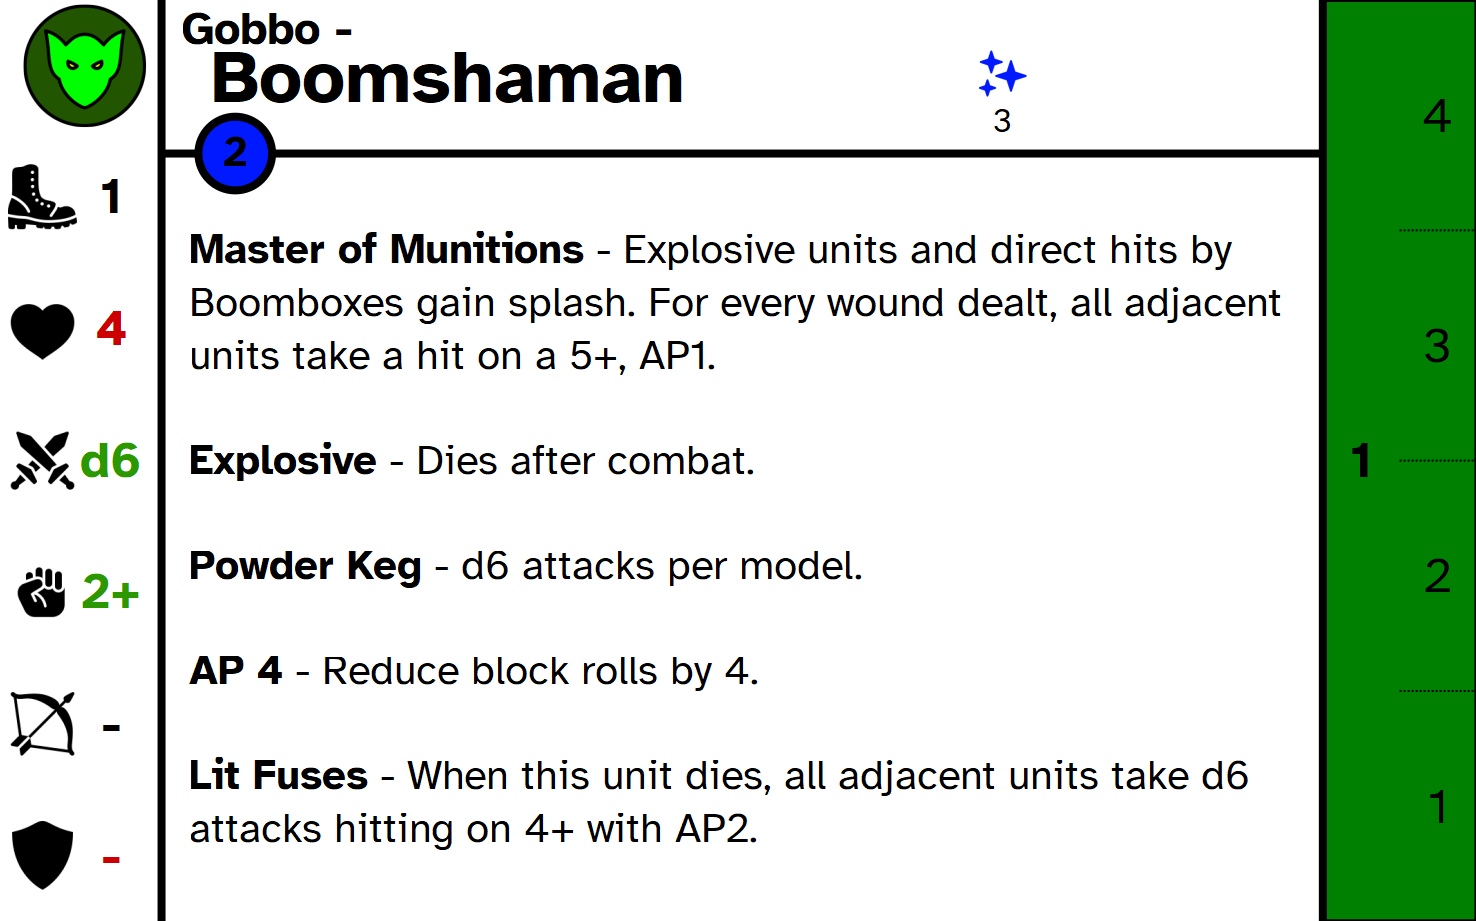 Gobbo -
Boomshaman
3
2
1
4
d6
2+
-
-
Master of Munitions - Explosive units and direct hits by
Boomboxes gain splash. For every wound dealt, all adjacent
units take a hit on a 5+, AP1.
Explosive - Dies after combat.
Powder Keg - d6 attacks per model.
AP 4 - Reduce block rolls by 4.
Lit Fuses - When this unit dies, all adjacent units take d6
attacks hitting on 4+ with AP2.
1
4
3
2
1